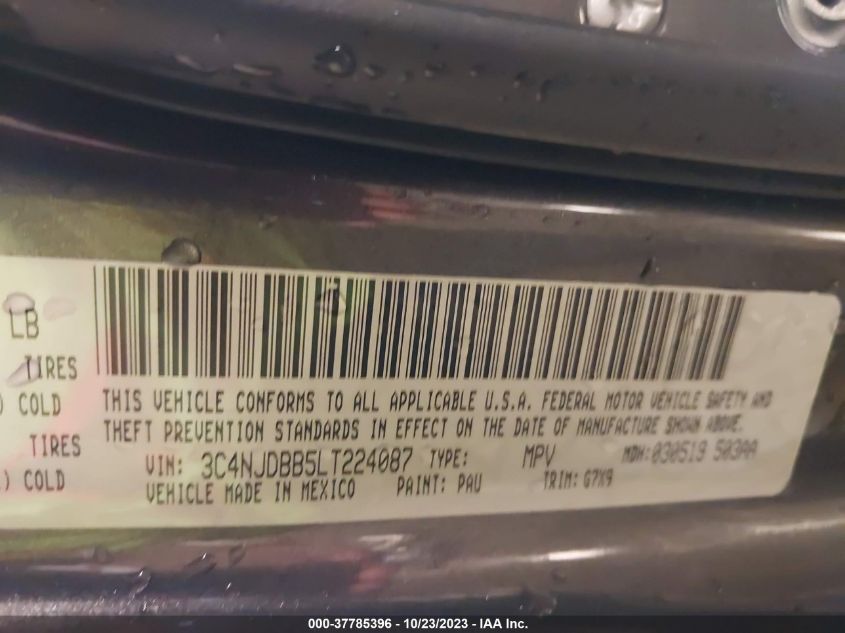 LB
TIRES
) COLD
TIRES
) COLD
THIS VEHICLE CONFORMS TO ALL APPLICABLE U.S.A. FEDERAL MOTOR VEHICLE SAFETY AND
THEFT PREVENTION STANDARDS IN EFFECT ON THE DATE OF MANUFACTURE SHOWN ABOVE.
VIN: 3C4NJDBB5LT224087 TYPE: MPV MDH: 030519 503AA
VEHICLE MADE IN MEXICO PAINT: PAU TRIM: G7X9
000-37785396 - 10/23/2023 - IAA Inc.